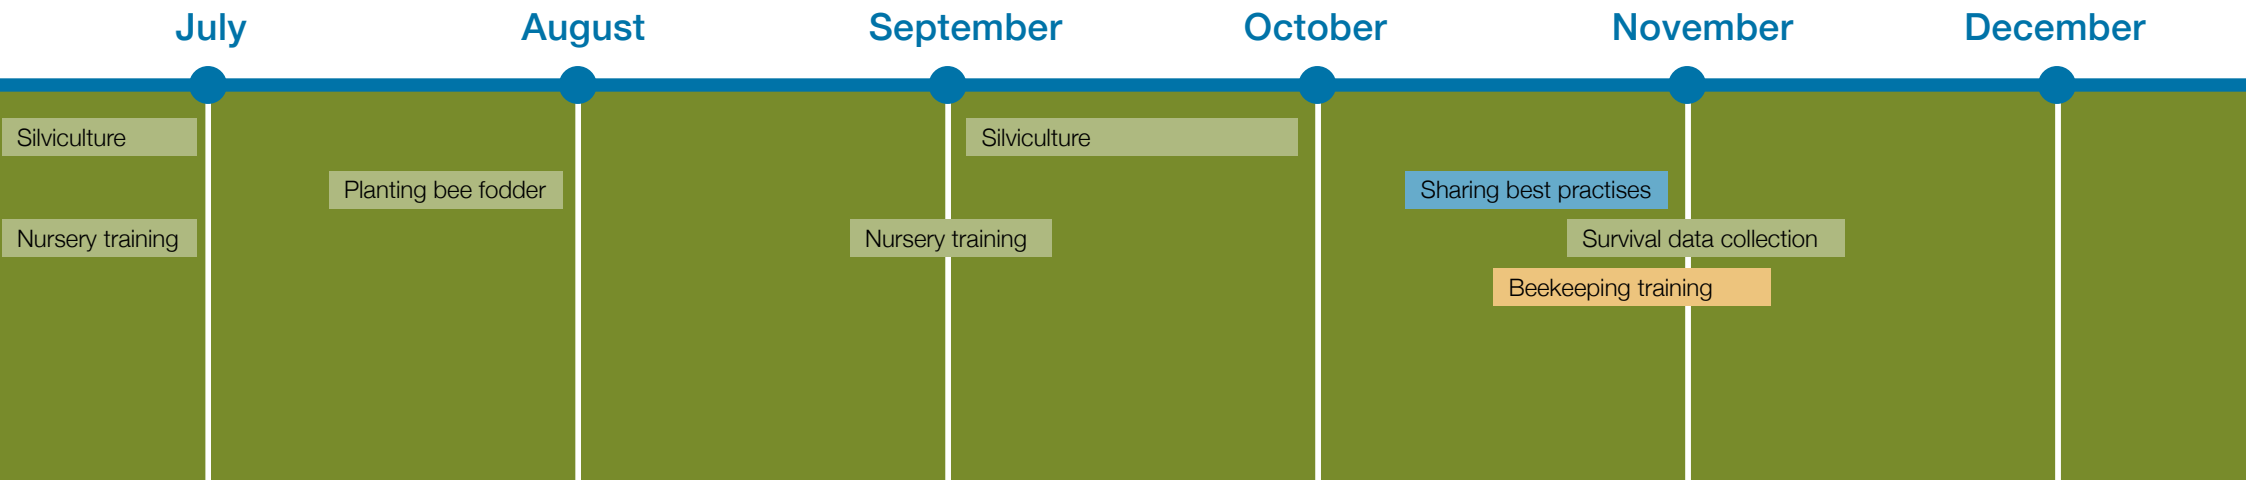 July August September October November December
Silviculture Silviculture
Planting bee fodder Sharing best practises
Nursery training Nursery training Survival data collection
Beekeeping training